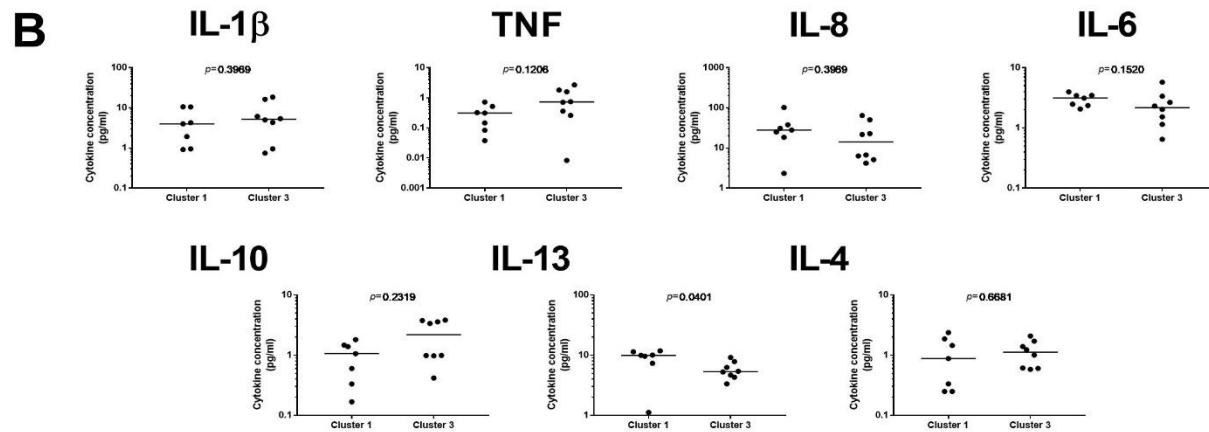 B
IL-1β
TNF
IL-8
IL-6
p=0.3969
p=0.1206
p=0.3969
p=0.1520
Cytokine concentration
(pg/ml)
100
10
1
0.1
Cluster 1 Cluster 3
Cytokine concentration
(pg/ml)
10
1
0.1
0.01
0.001
Cluster 1 Cluster 3
Cytokine concentration
(pg/ml)
1000
100
10
1
Cluster 1 Cluster 3
Cytokine concentration
(pg/ml)
10
1
0.1
Cluster 1 Cluster 3
IL-10
IL-13
IL-4
p=0.2319
p=0.0401
p=0.6681
Cytokine concentration
(pg/ml)
10
1
0.1
Cluster 1 Cluster 3
Cytokine concentration
(pg/ml)
100
10
1
Cluster 1 Cluster 3
Cytokine concentration
(pg/ml)
10
1
0.1
Cluster 1 Cluster 3